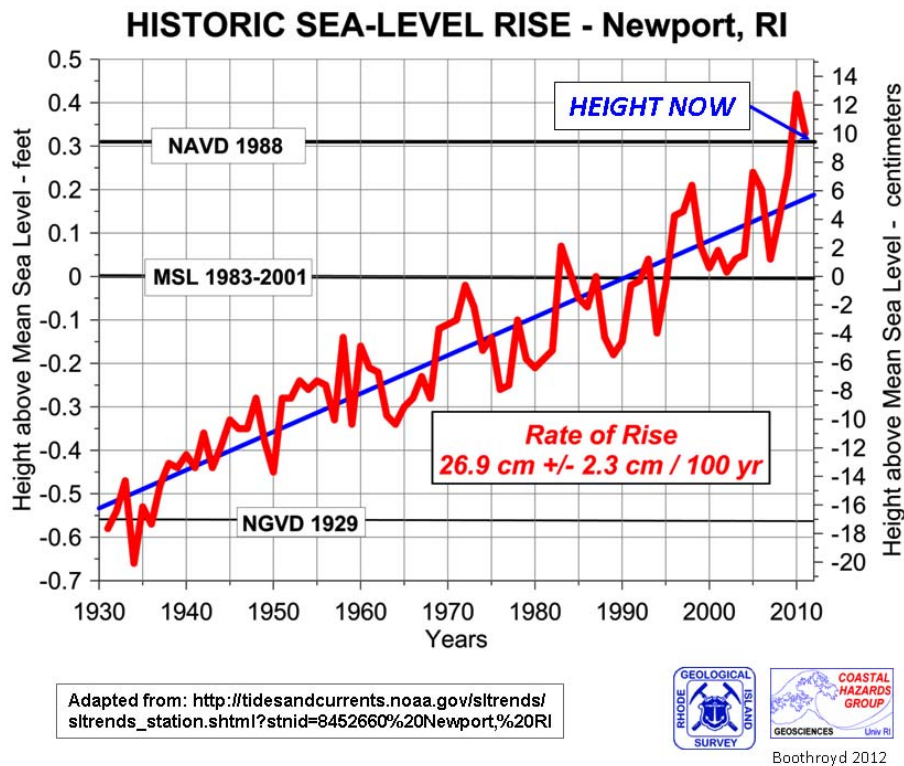 HISTORIC SEA-LEVEL RISE - Newport, RI
Height above Mean Sea Level - feet
0.5
0.4
0.3
0.2
0.1
0
-0.1
-0.2
-0.3
-0.4
-0.5
-0.6
-0.7
HEIGHT NOW
NAVD 1988
MSL 1983-2001
Rate of Rise
26.9 cm +/- 2.3 cm / 100 yr
NGVD 1929
14
12
10
8
6
4
2
0
-2
-4
-6
-8
-10
-12
-14
-16
-18
-20
Height above Mean Sea Level - centimeters
1930 1940 1950 1960 1970 1980 1990 2000 2010
Years
Adapted from: http://tidesandcurrents.noaa.gov/sltrends/
sltrends_station.shtml?stnid=8452660%20Newport,%20RI
RHODE
GEOLOGICAL
ISLAND
SURVEY
COASTAL
HAZARDS
GROUP
GEOSCIENCES Univ RI
Boothroyd 2012